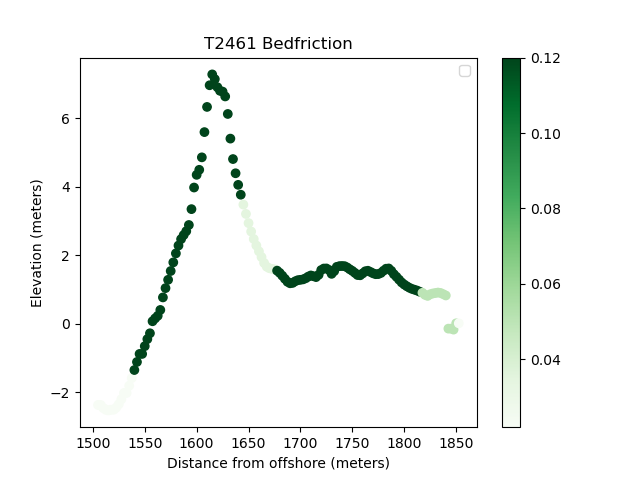 T2461 Bedfriction
Elevation (meters)
6
4
2
0
−2
1500 1550 1600 1650 1700 1750 1800 1850
Distance from offshore (meters)
0.12
0.10
0.08
0.06
0.04